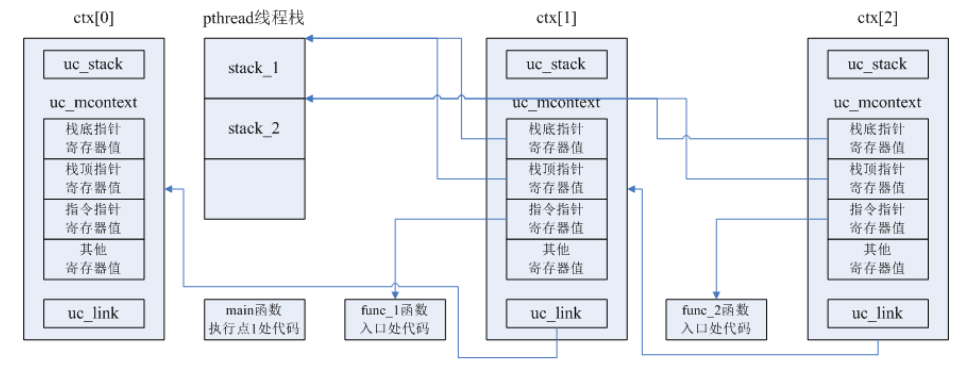 ctx[0]
uc_stack
uc_mcontext
栈底指针
寄存器值
栈顶指针
寄存器值
指令指针
寄存器值
其他
寄存器值
uc_link
pthread线程栈
stack_1
stack_2
main函数
执行点1处代码
func_1函数
入口处代码
ctx[1]
uc_stack
uc_mcontext
栈底指针
寄存器值
栈顶指针
寄存器值
指令指针
寄存器值
其他
寄存器值
uc_link
func_2函数
入口处代码
ctx[2]
uc_stack
uc_mcontext
栈底指针
寄存器值
栈顶指针
寄存器值
指令指针
寄存器值
其他
寄存器值
uc_link